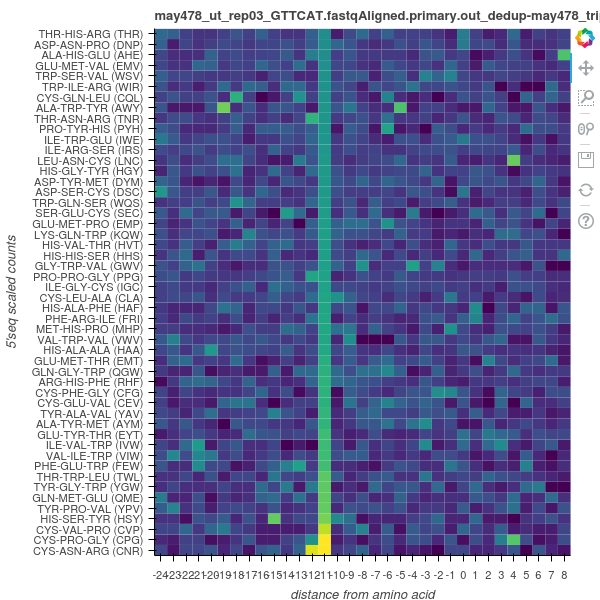 may478_ut_rep03_GTTCAT.fastqAligned.primary.out_dedup-may478_tri
THR-HIS-ARG (THR)
ASP-ASN-PRO (DNP)
ALA-HIS-GLU (AHE)
GLU-MET-VAL (EMV)
TRP-SER-VAL (WSV)
TRP-ILE-ARG (WIR)
CYS-GLN-LEU (CQL)
ALA-TRP-TYR (AWY)
THR-ASN-ARG (TNR)
PRO-TYR-HIS (PYH)
ILE-TRP-GLU (IWE)
ILE-ARG-SER (IRS)
LEU-ASN-CYS (LNC)
HIS-GLY-TYR (HGY)
ASP-TYR-MET (DYM)
ASP-SER-CYS (DSC)
TRP-GLN-SER (WQS)
SER-GLU-CYS (SEC)
GLU-MET-PRO (EMP)
LYS-GLN-TRP (KQW)
HIS-VAL-THR (HVT)
HIS-HIS-SER (HHS)
GLY-TRP-VAL (GWV)
PRO-PRO-GLY (PPG)
ILE-GLY-CYS (IGC)
CYS-LEU-ALA (CLA)
HIS-ALA-PHE (HAF)
PHE-ARG-ILE (FRI)
MET-HIS-PRO (MHP)
VAL-TRP-VAL (VWV)
HIS-ALA-ALA (HAA)
GLU-MET-THR (EMT)
GLN-GLY-TRP (QGW)
ARG-HIS-PHE (RHF)
CYS-PHE-GLY (CFG)
CYS-GLU-VAL (CEV)
TYR-ALA-VAL (YAV)
ALA-TYR-MET (AYM)
GLU-TYR-THR (EYT)
ILE-VAL-TRP (IVW)
VAL-ILE-TRP (VIW)
PHE-GLU-TRP (FEW)
THR-TRP-LEU (TWL)
TYR-GLY-TRP (YGW)
GLN-MET-GLU (QME)
TYR-PRO-VAL (YPV)
HIS-SER-TYR (HSY)
CYS-VAL-PRO (CVP)
CYS-PRO-GLY (CPG)
CYS-ASN-ARG (CNR)
5'seq scaled counts
-24-23-22-21-20-19-18-17-16-15-14-13-12-11-10-9 -8 -7 -6 -5 -4 -3 -2 -1 0 1 2 3 4 5 6 7 8
distance from amino acid